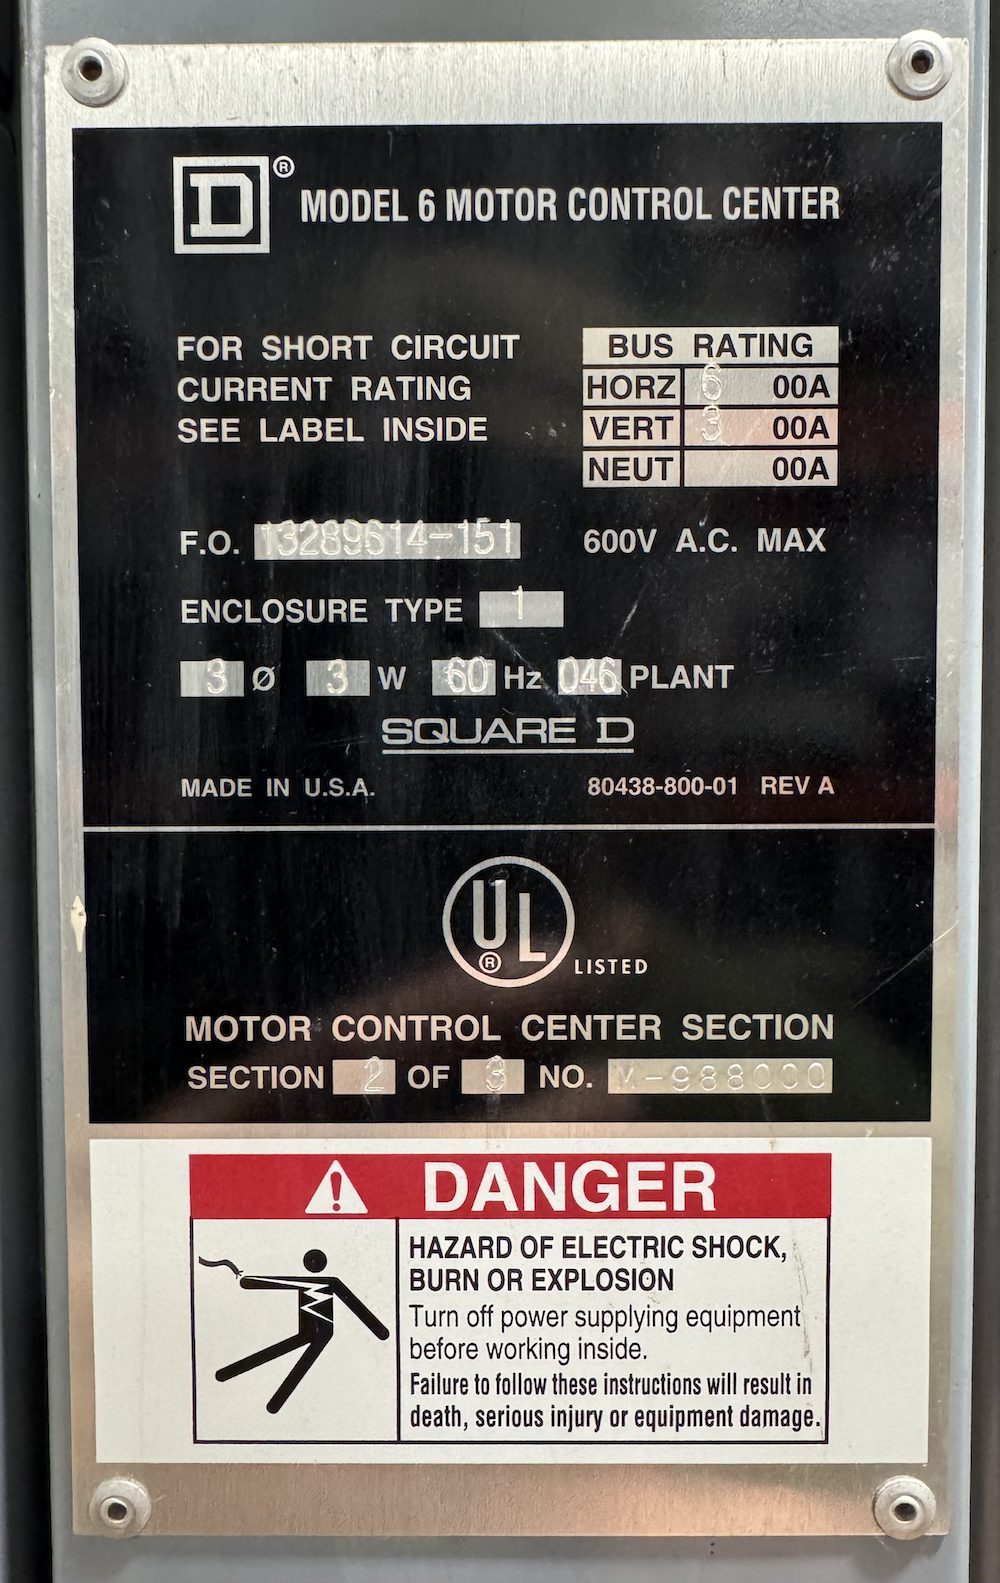 D®
MODEL 6 MOTOR CONTROL CENTER
FOR SHORT CIRCUIT
CURRENT RATING
SEE LABEL INSIDE
BUS RATING
HORZ 6 00A
VERT 3 00A
NEUT 00A
F.O. 13289614-151
600V A.C. MAX
ENCLOSURE TYPE 1
3 Ø 3 W 60 Hz 046 PLANT
SQUARE D
MADE IN U.S.A.
80438-800-01 REV A
UL® LISTED
MOTOR CONTROL CENTER SECTION
SECTION 2 OF 3 NO. M-988000
DANGER
HAZARD OF ELECTRIC SHOCK,
BURN OR EXPLOSION
Turn off power supplying equipment
before working inside.
Failure to follow these instructions will result in
death, serious injury or equipment damage.